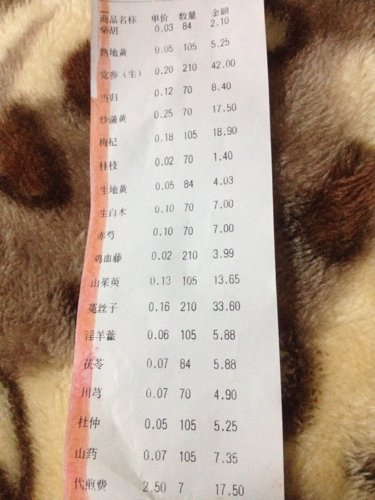 商品名称 单价 数量 金额
柴胡 0.03 84 2.10
熟地黄 0.05 105 5.25
党参（生） 0.20 210 42.00
当归 0.12 70 8.40
炒蒲黄 0.25 70 17.50
枸杞 0.18 105 18.90
桂枝 0.02 70 1.40
生地黄 0.05 84 4.03
生白术 0.10 70 7.00
赤芍 0.10 70 7.00
鸡血藤 0.02 210 3.99
山茱萸 0.13 105 13.65
菟丝子 0.16 210 33.60
淫羊藿 0.06 105 5.88
茯苓 0.07 84 5.88
川芎 0.07 70 4.90
杜仲 0.05 105 5.25
山药 0.07 105 7.35
代煎费 2.50 7 17.50